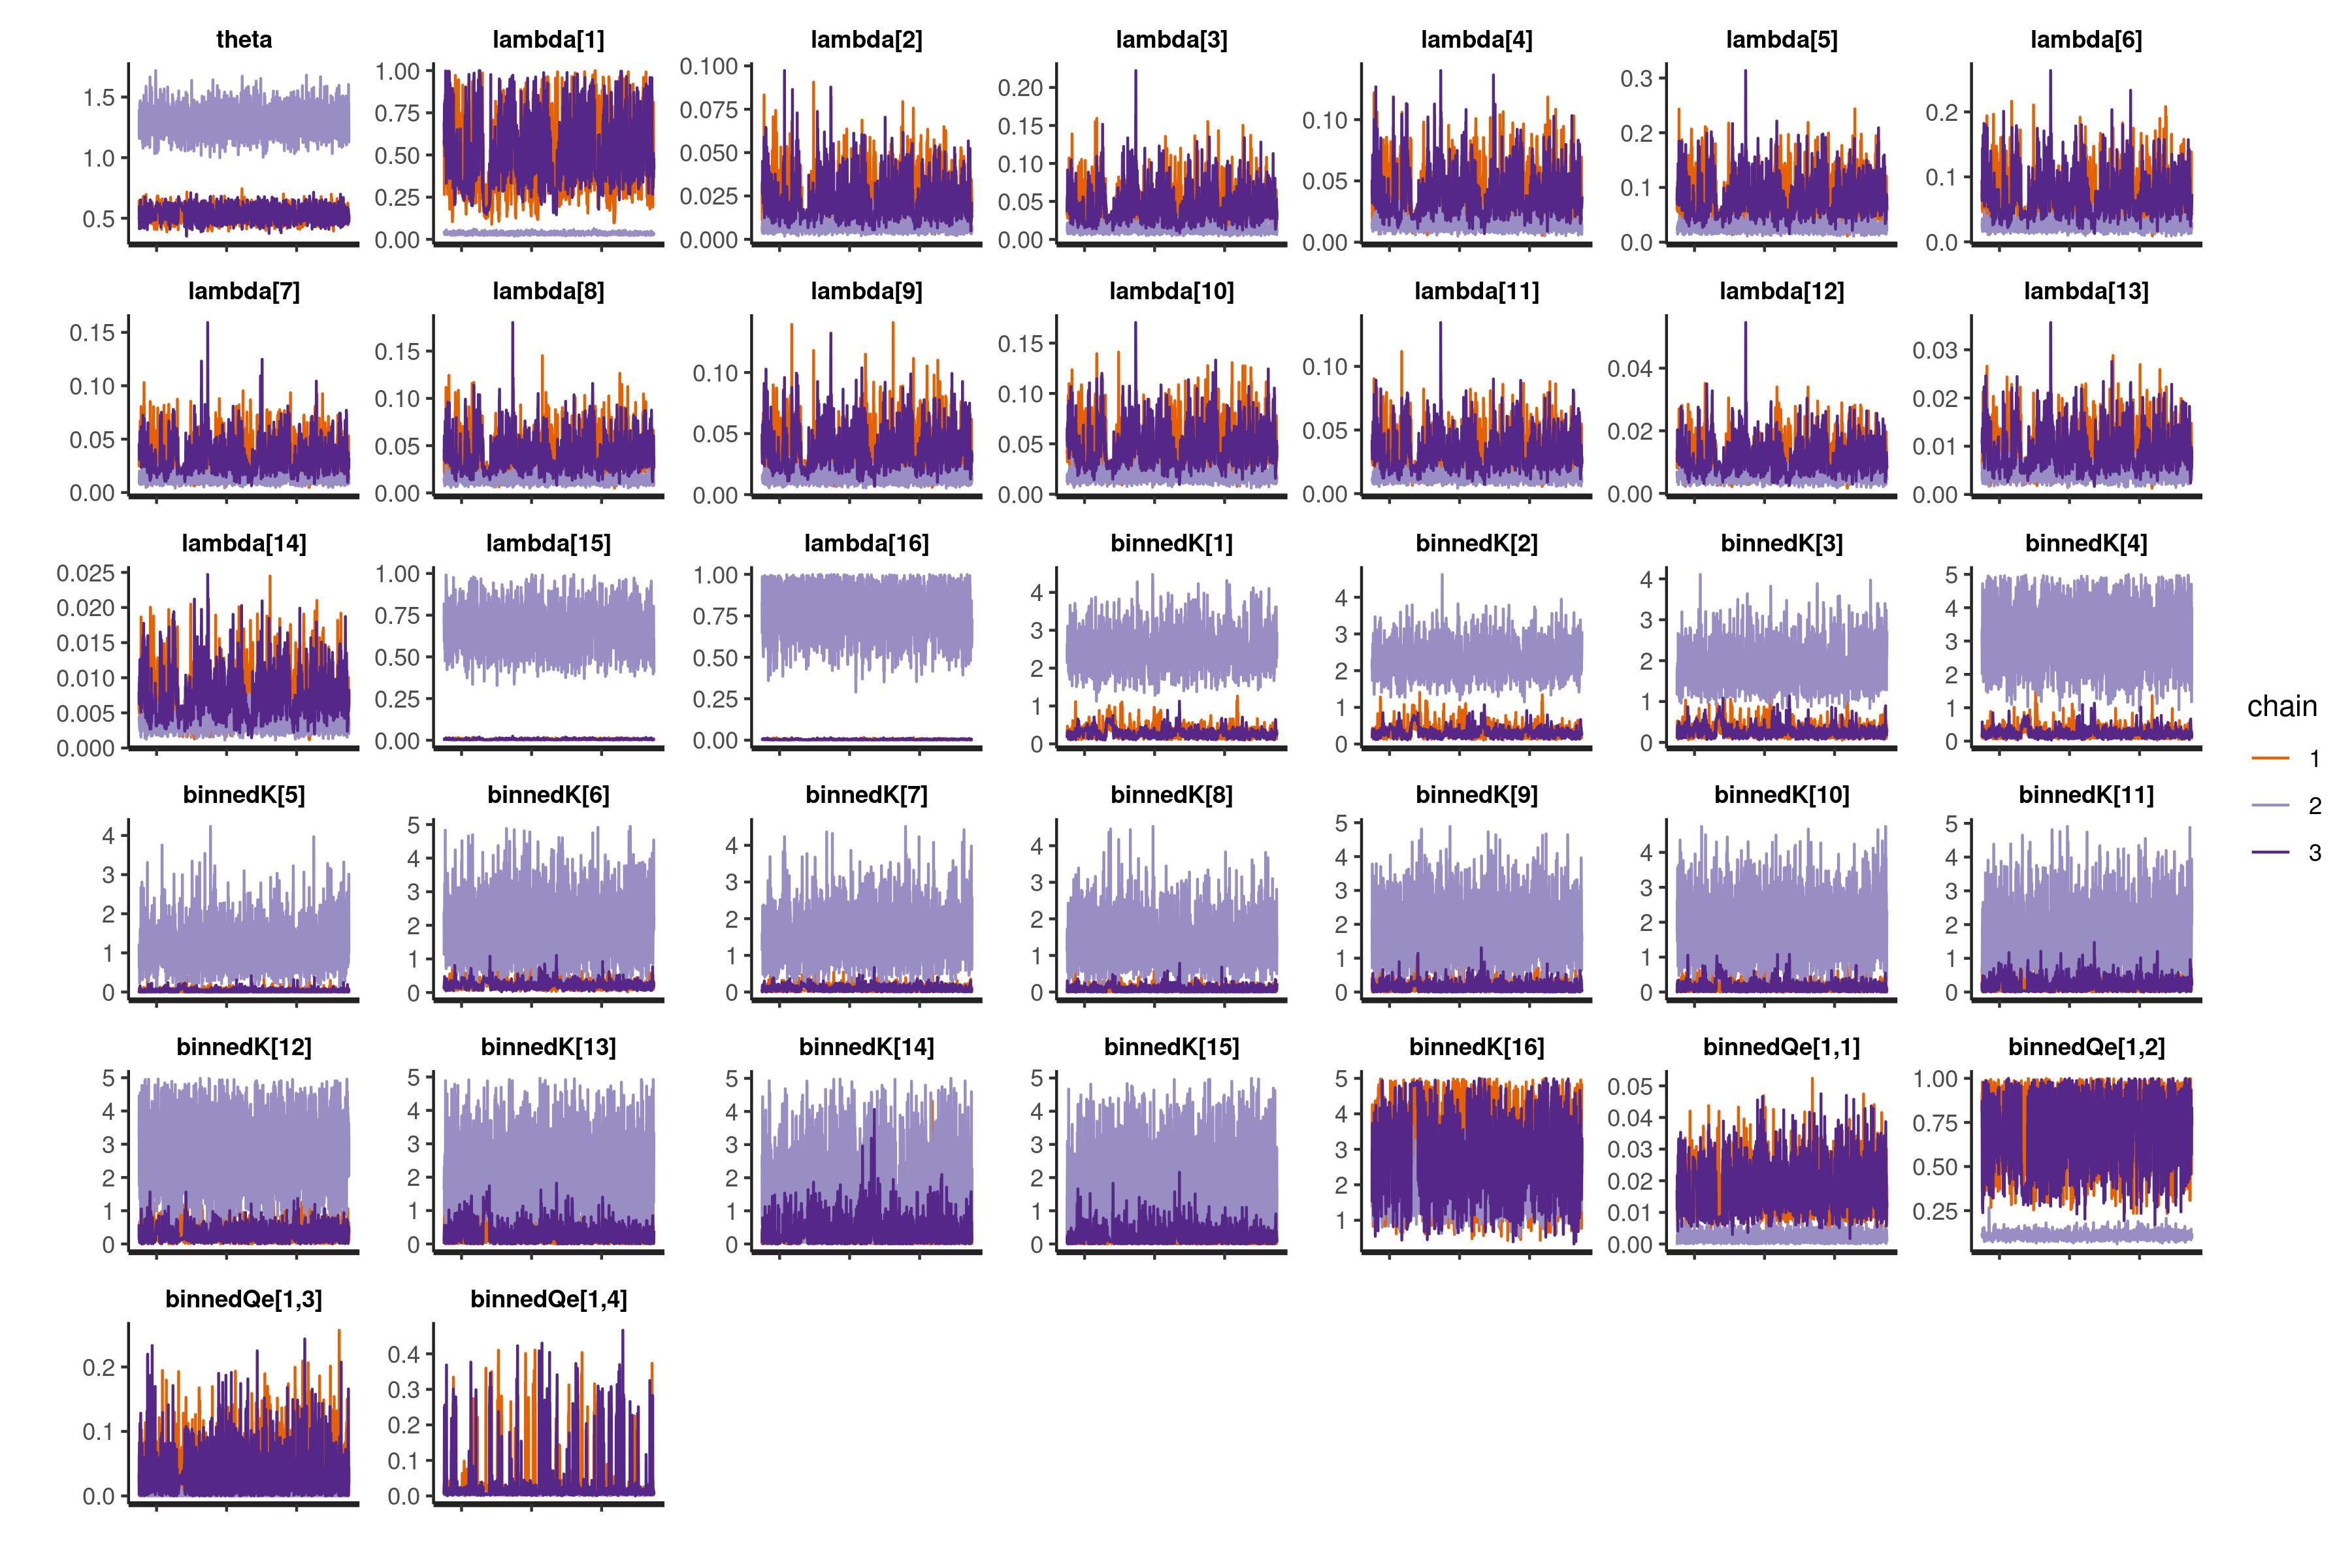 theta lambda[1] lambda[2] lambda[3] lambda[4] lambda[5] lambda[6]
1.5 1.0 0.5
1.00 0.75 0.50 0.25 0.00
0.100 0.075 0.050 0.025 0.000
0.20 0.15 0.10 0.05 0.00
0.10 0.05 0.00
0.3 0.2 0.1 0.0
0.2 0.1 0.0
lambda[7] lambda[8] lambda[9] lambda[10] lambda[11] lambda[12] lambda[13]
0.15 0.10 0.05 0.00
0.15 0.10 0.05 0.00
0.10 0.05 0.00
0.15 0.10 0.05 0.00
0.10 0.05 0.00
0.04 0.02 0.00
0.03 0.02 0.01 0.00
lambda[14] lambda[15] lambda[16] binnedK[1] binnedK[2] binnedK[3] binnedK[4]
0.025 0.020 0.015 0.010 0.005 0.000
1.00 0.75 0.50 0.25 0.00
1.00 0.75 0.50 0.25 0.00
4 3 2 1 0
4 3 2 1 0
4 3 2 1 0
5 4 3 2 1 0
binnedK[5] binnedK[6] binnedK[7] binnedK[8] binnedK[9] binnedK[10] binnedK[11]
4 3 2 1 0
5 4 3 2 1 0
4 3 2 1 0
4 3 2 1 0
5 4 3 2 1 0
4 3 2 1 0
5 4 3 2 1 0
binnedK[12] binnedK[13] binnedK[14] binnedK[15] binnedK[16] binnedQe[1,1] binnedQe[1,2]
5 4 3 2 1 0
5 4 3 2 1 0
5 4 3 2 1 0
5 4 3 2 1 0
5 4 3 2 1
0.05 0.04 0.03 0.02 0.01 0.00
1.00 0.75 0.50 0.25
binnedQe[1,3] binnedQe[1,4]
0.2 0.1 0.0
0.4 0.3 0.2 0.1 0.0
chain
1
2
3